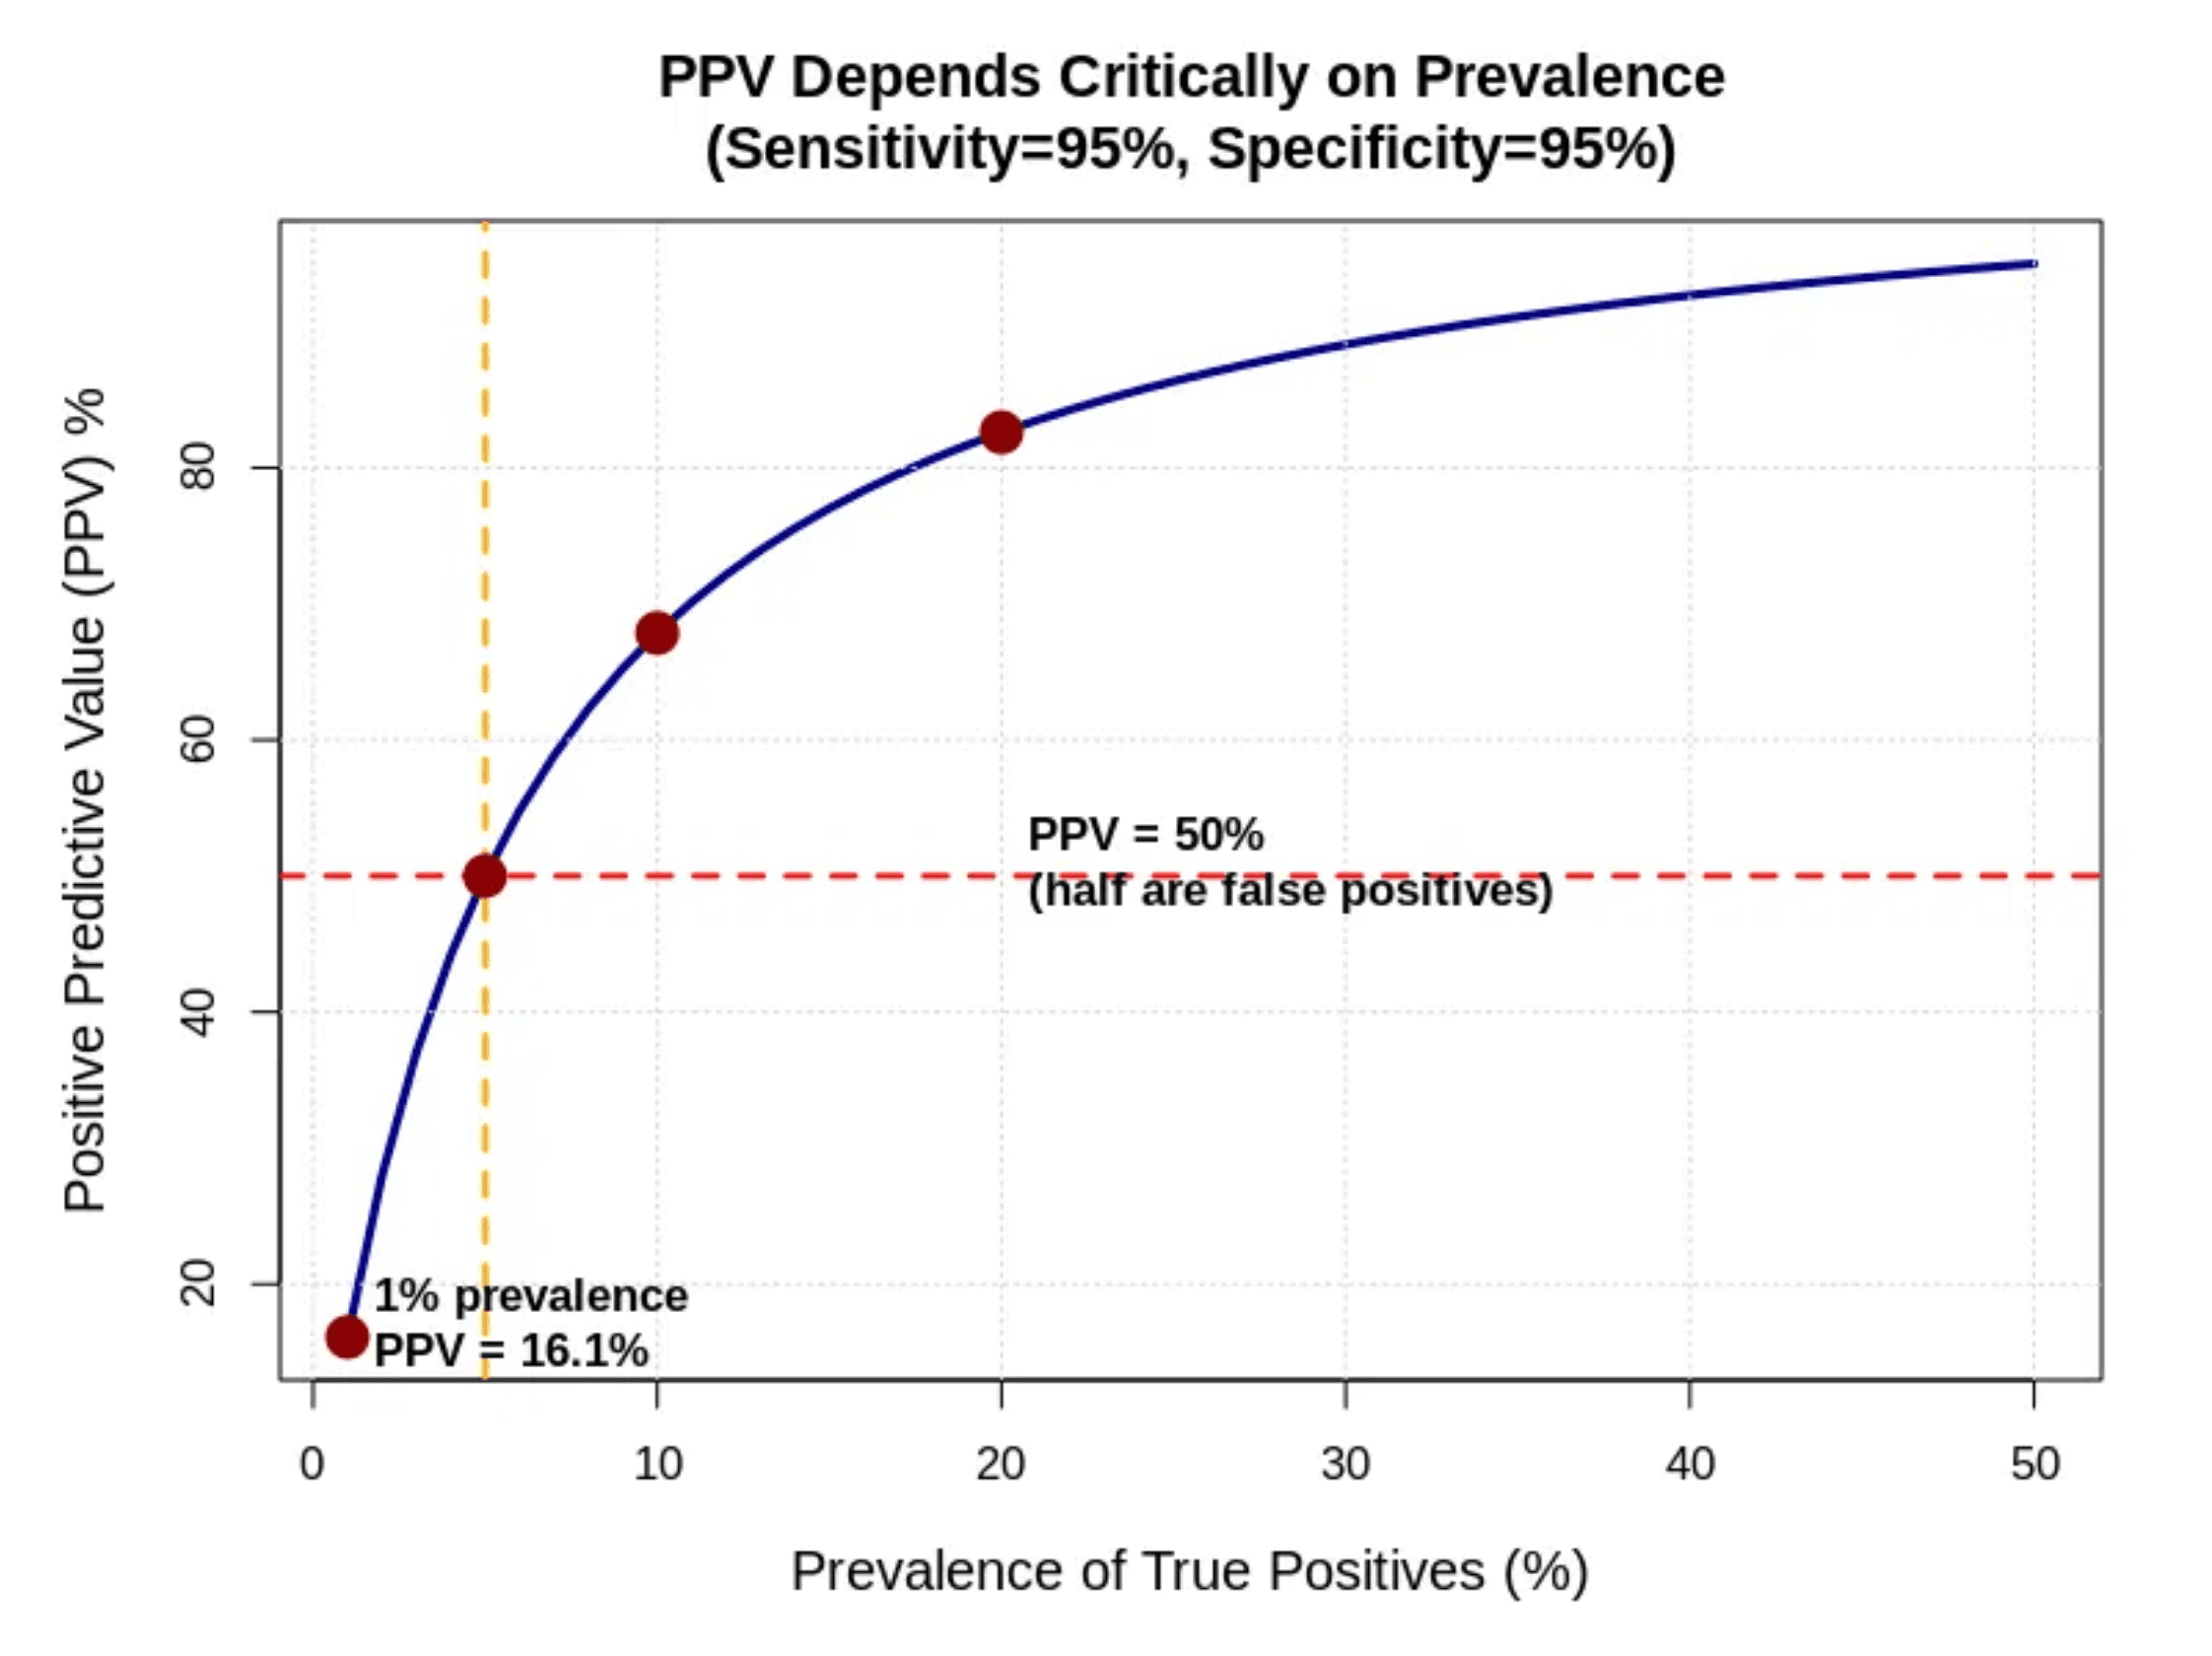 PPV Depends Critically on Prevalence
(Sensitivity=95%, Specificity=95%)
Positive Predictive Value (PPV) %
80
60
40
20
PPV = 50%
(half are false positives)
1% prevalence
PPV = 16.1%
0 10 20 30 40 50
Prevalence of True Positives (%)